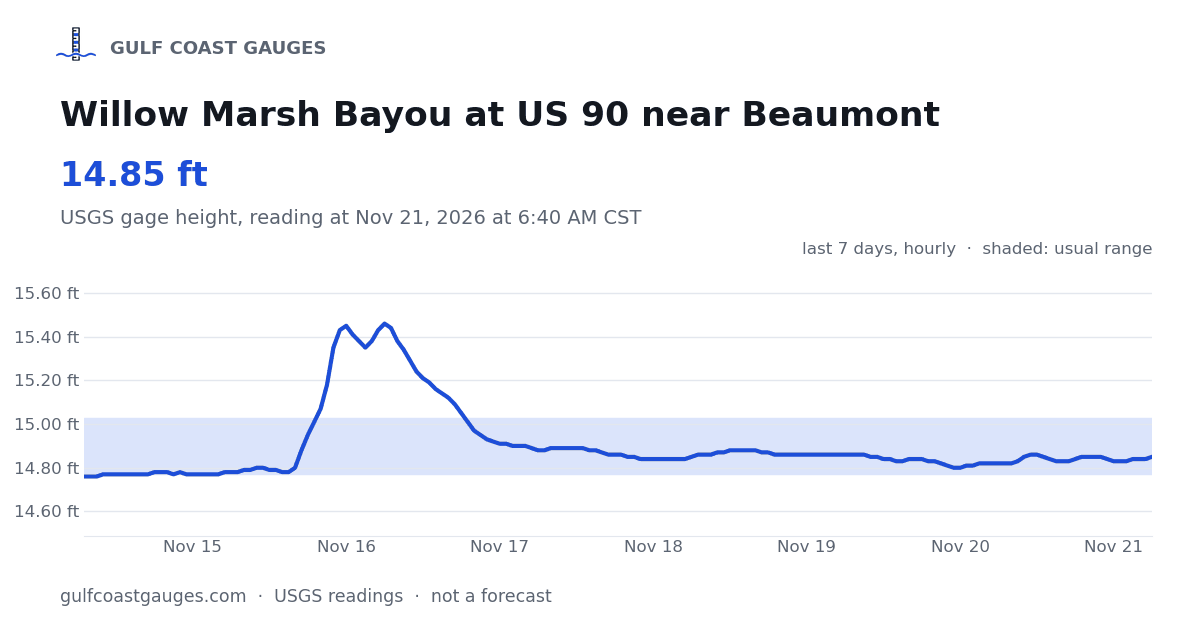 GULF COAST GAUGES
Willow Marsh Bayou at US 90 near Beaumont
14.85 ft
USGS gage height, reading at Nov 21, 2026 at 6:40 AM CST
last 7 days, hourly · shaded: usual range
15.60 ft
15.40 ft
15.20 ft
15.00 ft
14.80 ft
14.60 ft
Nov 15 Nov 16 Nov 17 Nov 18 Nov 19 Nov 20 Nov 21
gulfcoastgauges.com · USGS readings · not a forecast